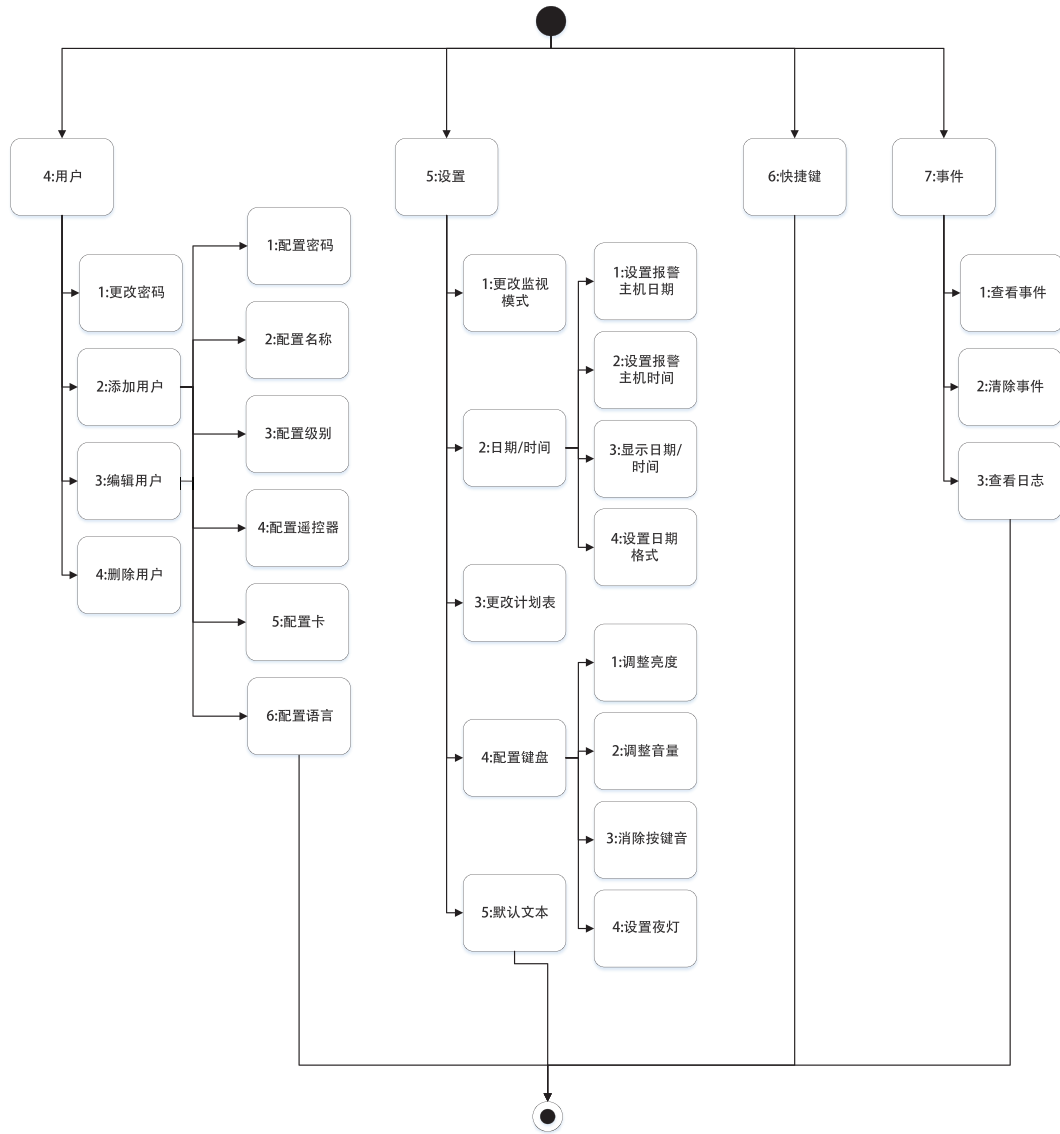 4:用户
5:设置
6:快捷键
7:事件
1:更改密码
2:添加用户
3:编辑用户
4:删除用户
1:配置密码
2:配置名称
3:配置级别
4:配置遥控器
5:配置卡
6:配置语言
1:更改监视
模式
2:日期/时间
3:更改计划表
4:配置键盘
5:默认文本
1:设置报警
主机日期
2:设置报警
主机时间
3:显示日期/
时间
4:设置日期
格式
1:调整亮度
2:调整音量
3:消除按键音
4:设置夜灯
1:查看事件
2:清除事件
3:查看日志